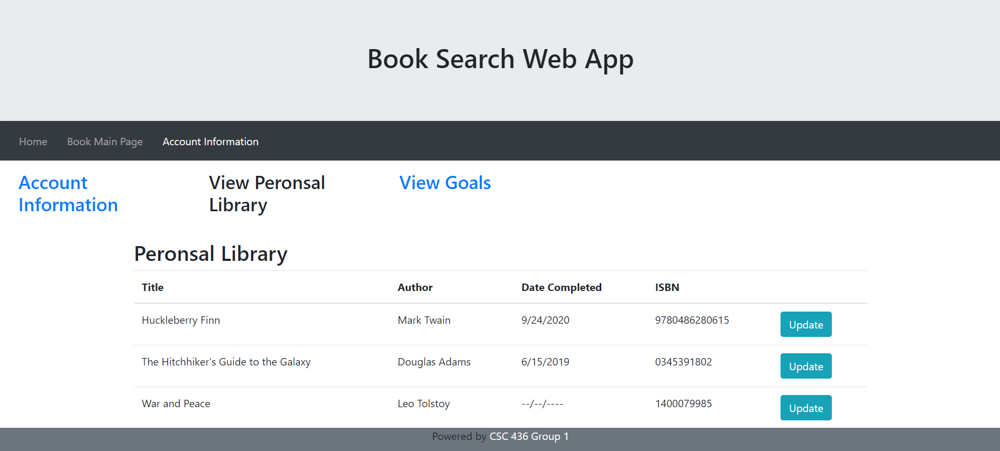 Book Search Web App
Home Book Main Page Account Information
Account Information
View Peronsal Library
View Goals
Peronsal Library
Title Author Date Completed ISBN
Huckleberry Finn Mark Twain 9/24/2020 9780486280615 Update
The Hitchhiker's Guide to the Galaxy Douglas Adams 6/15/2019 0345391802 Update
War and Peace Leo Tolstoy --/--/---- 1400079985 Update
Powered by CSC 436 Group 1